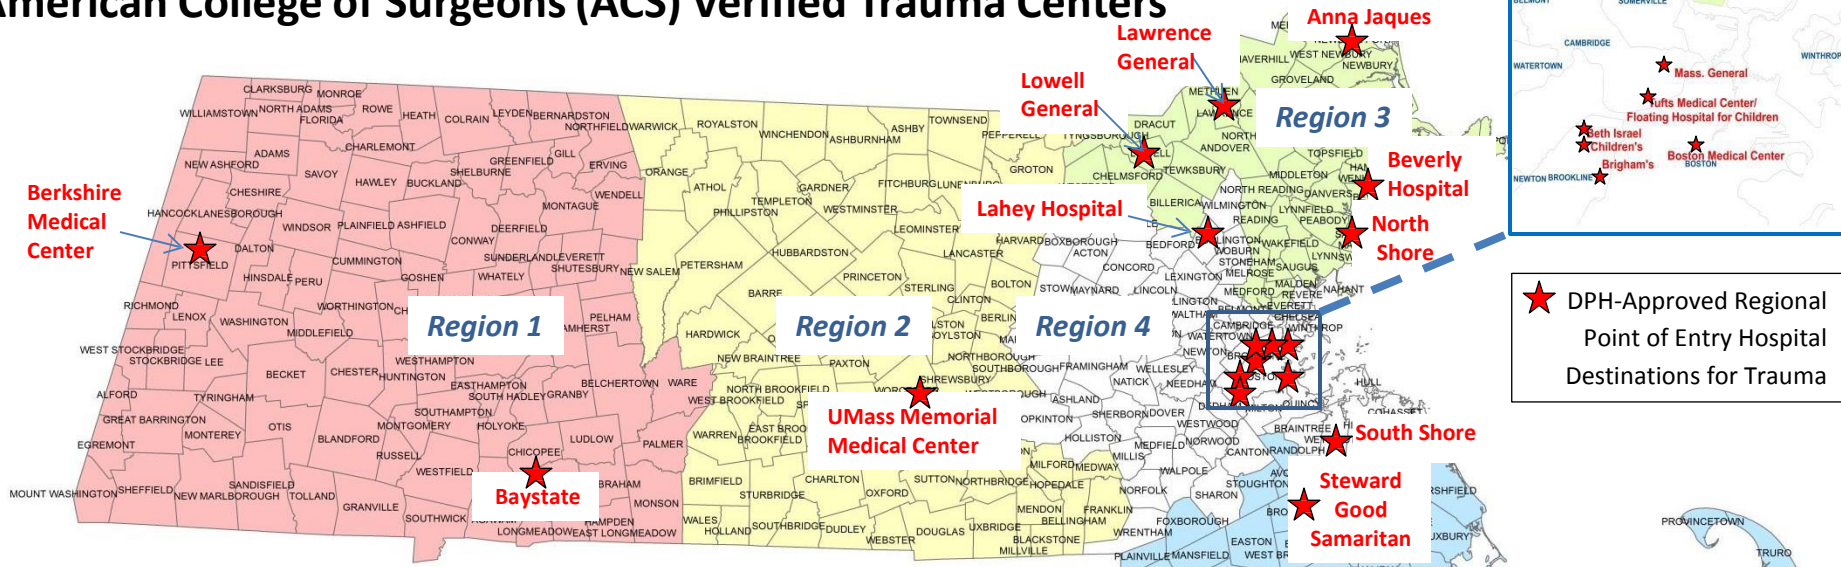 American College of Surgeons (ACS) Verified Trauma Centers
Anna Jaques
Lawrence
General
Lowell
General
Region 3
Beverly
Hospital
North
Shore
Lahey Hospital
Berkshire
Medical
Center
Region 1
Region 2
Region 4
UMass Memorial
Medical Center
Baystate
South Shore
Steward
Good
Samaritan
DPH-Approved Regional
Point of Entry Hospital
Destinations for Trauma
SOMERVILLE
CAMBRIDGE
WATERTOWN
Mass. General
Tufts Medical Center/
Floating Hospital for Children
Beth Israel
Children's
Boston Medical Center
BOSTON
Brigham's
NEWTON BROOKLINE
CLARKSBURG
MONROE
WILLIAMSTOWN
NORTH ADAMS
FLORIDA
ROWE
HEATH
COLRAIN
LEYDEN
BERNARDSTON
NORTHFIELD
WARWICK
ROYALSTON
WINCHENDON
ASHBURNHAM
ASHBY
TOWNSEND
DRACUT
METHUEN
WEST NEWBURY
NEWBURY
GROVELAND
NORTH
ANDOVER
TOPSFIELD
NEW ASHFORD
ADAMS
SAVOY
CHARLEMONT
HAWLEY
BUCKLAND
SHELBURNE
GREENFIELD
GILL
ERVING
WENDELL
ORANGE
ATHOL
PHILLIPSTON
TEMPLETON
GARDNER
WESTMINSTER
FITCHBURG
GROTON
CHELMSFORD
TEWKSBURY
MIDDLETON
CHESHIRE
HANCOCK
LANESBOROUGH
WINDSOR
PLAINFIELD
ASHFIELD
CONWAY
DEERFIELD
MONTAGUE
SUNDERLAND
LEVERETT
SHUTESBURY
NEW SALEM
PETERSHAM
HUBBARDSTON
PRINCETON
LEOMINSTER
LANCASTER
HARVARD
BOXBOROUGH
ACTON
CONCORD
BEDFORD
BILLERICA
WILMINGTON
NORTH READING
DANVERS
READING
LYNNFIELD
PEABODY
WAKEFIELD
WOBURN
STONEHAM
MELROSE
SAUGUS
PITTSFIELD
DALTON
HINSDALE
PERU
CUMMINGTON
GOSHEN
WHATELY
RICHMOND
LENOX
WASHINGTON
MIDDLEFIELD
WORTHINGTON
PELHAM
AMHERST
BARRE
HARDWICK
STERLING
CLINTON
BOLTON
STOW
MAYNARD
LINCOLN
LEXINGTON
MEDFORD
MALDEN
REVERE
EVERETT
NAHANT
CHELSEA
WINTHROP
CAMBRIDGE
WATERTOWN
WEST STOCKBRIDGE
STOCKBRIDGE
LEE
BECKET
CHESTER
HUNTINGTON
WESTHAMPTON
EASTHAMPTON
SOUTH HADLEY
GRANBY
BELCHERTOWN
WARE
NEW BRAINTREE
WEST BROOKFIELD
NORTH BROOKFIELD
PAXTON
SHREWSBURY
NORTHBOROUGH
SOUTHBOROUGH
FRAMINGHAM
WELLESLEY
NATICK
ALFORD
GREAT BARRINGTON
EGREMONT
TYRINGHAM
MONTEREY
OTIS
BLANDFORD
RUSSELL
MONTGOMERY
SOUTHAMPTON
HOLYOKE
WESTFIELD
CHICOPEE
LUDLOW
PALMER
WARREN
BROOKFIELD
ASHLAND
SHERBORN
DOVER
HOLLISTON
MEDFIELD
MILLIS
WESTWOOD
NORWOOD
CANTON
RANDOLPH
BRAINTREE
HULL
COHASSET
MOUNT WASHINGTON
SHEFFIELD
NEW MARLBOROUGH
SANDISFIELD
TOLLAND
GRANVILLE
SOUTHWICK
LONGMEADOW
EAST LONGMEADOW
HAMPDEN
MONSON
WALES
HOLLAND
BRIMFIELD
STURBRIDGE
SOUTHBRIDGE
CHARLTON
DUDLEY
OXFORD
WEBSTER
SUTTON
DOUGLAS
NORTHBRIDGE
UXBRIDGE
HOPEDALE
MILFORD
MEDWAY
MENDON
BELLINGHAM
BLACKSTONE
MILLVILLE
FRANKLIN
NORFOLK
WRENTHAM
WALPOLE
SHARON
STOUGHTON
FOXBOROUGH
PLAINVILLE
MANSFIELD
EASTON
PROVINCETOWN
TRURO